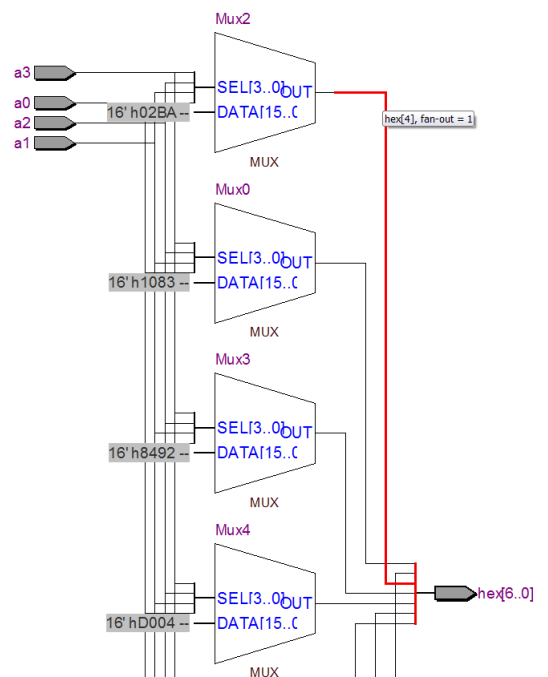 Mux2
a3
SEL[3..0]
OUT
a0
16' h02BA --
DATA[15..0
a2
hex[4], fan-out = 1
a1
MUX
Mux0
SEL[3..0]
OUT
16' h1083 --
DATA[15..0
MUX
Mux3
SEL[3..0]
OUT
16' h8492 --
DATA[15..0
MUX
Mux4
SEL[3..0]
OUT
hex[6..0]
16' hD004 --
DATA[15..0
MUX